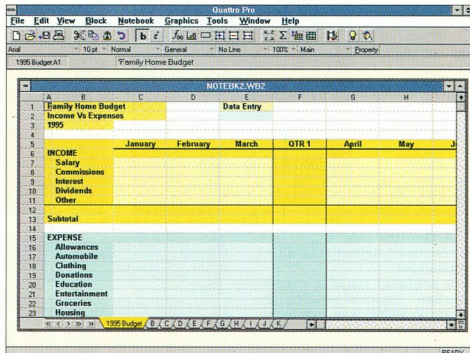 Quattro Pro
File Edit View Block Notebook Graphics Tools Window Help
Arial 10 pt Normal General No Line 100% Main Property
1995 Budget:A1 'Family Home Budget
NOTEBK2.WB2
A B C D E F G H
1 Family Home Budget Data Entry
2 Income Vs Expenses
3 1995
4
5 January February March QTR 1 April May
6 INCOME
7 Salary
8 Commissions
9 Interest
10 Dividends
11 Other
12
13 Subtotal
14
15 EXPENSE
16 Allowances
17 Automobile
18 Clothing
19 Donations
20 Education
21 Entertainment
22 Groceries
23 Housing
1995 Budget B C D E F G H I J K
READY